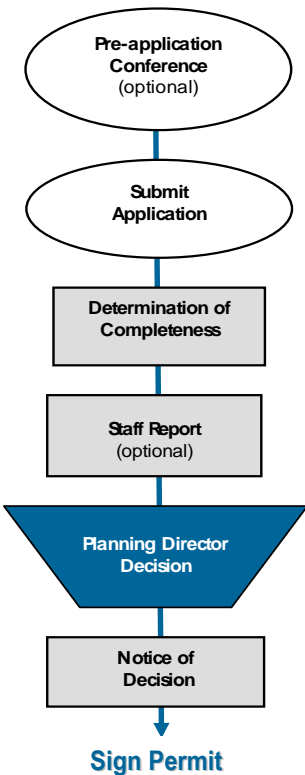 Pre-application
Conference
(optional)
Submit
Application
Determination of
Completeness
Staff Report
(optional)
Planning Director
Decision
Notice of
Decision
Sign Permit